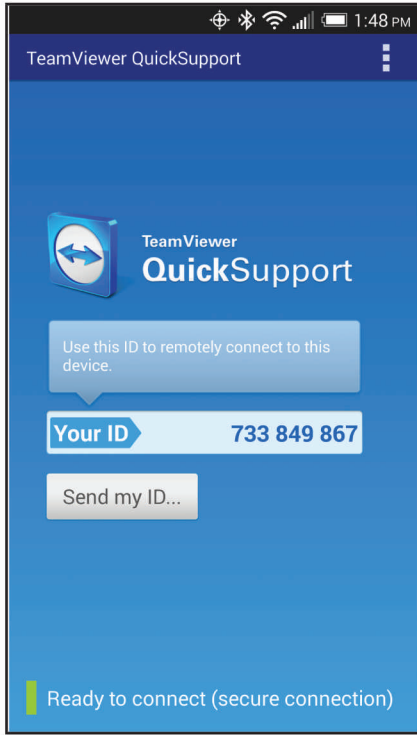 1:48 PM
TeamViewer QuickSupport
TeamViewer
QuickSupport
Use this ID to remotely connect to this
device.
Your ID 733 849 867
Send my ID...
Ready to connect (secure connection)